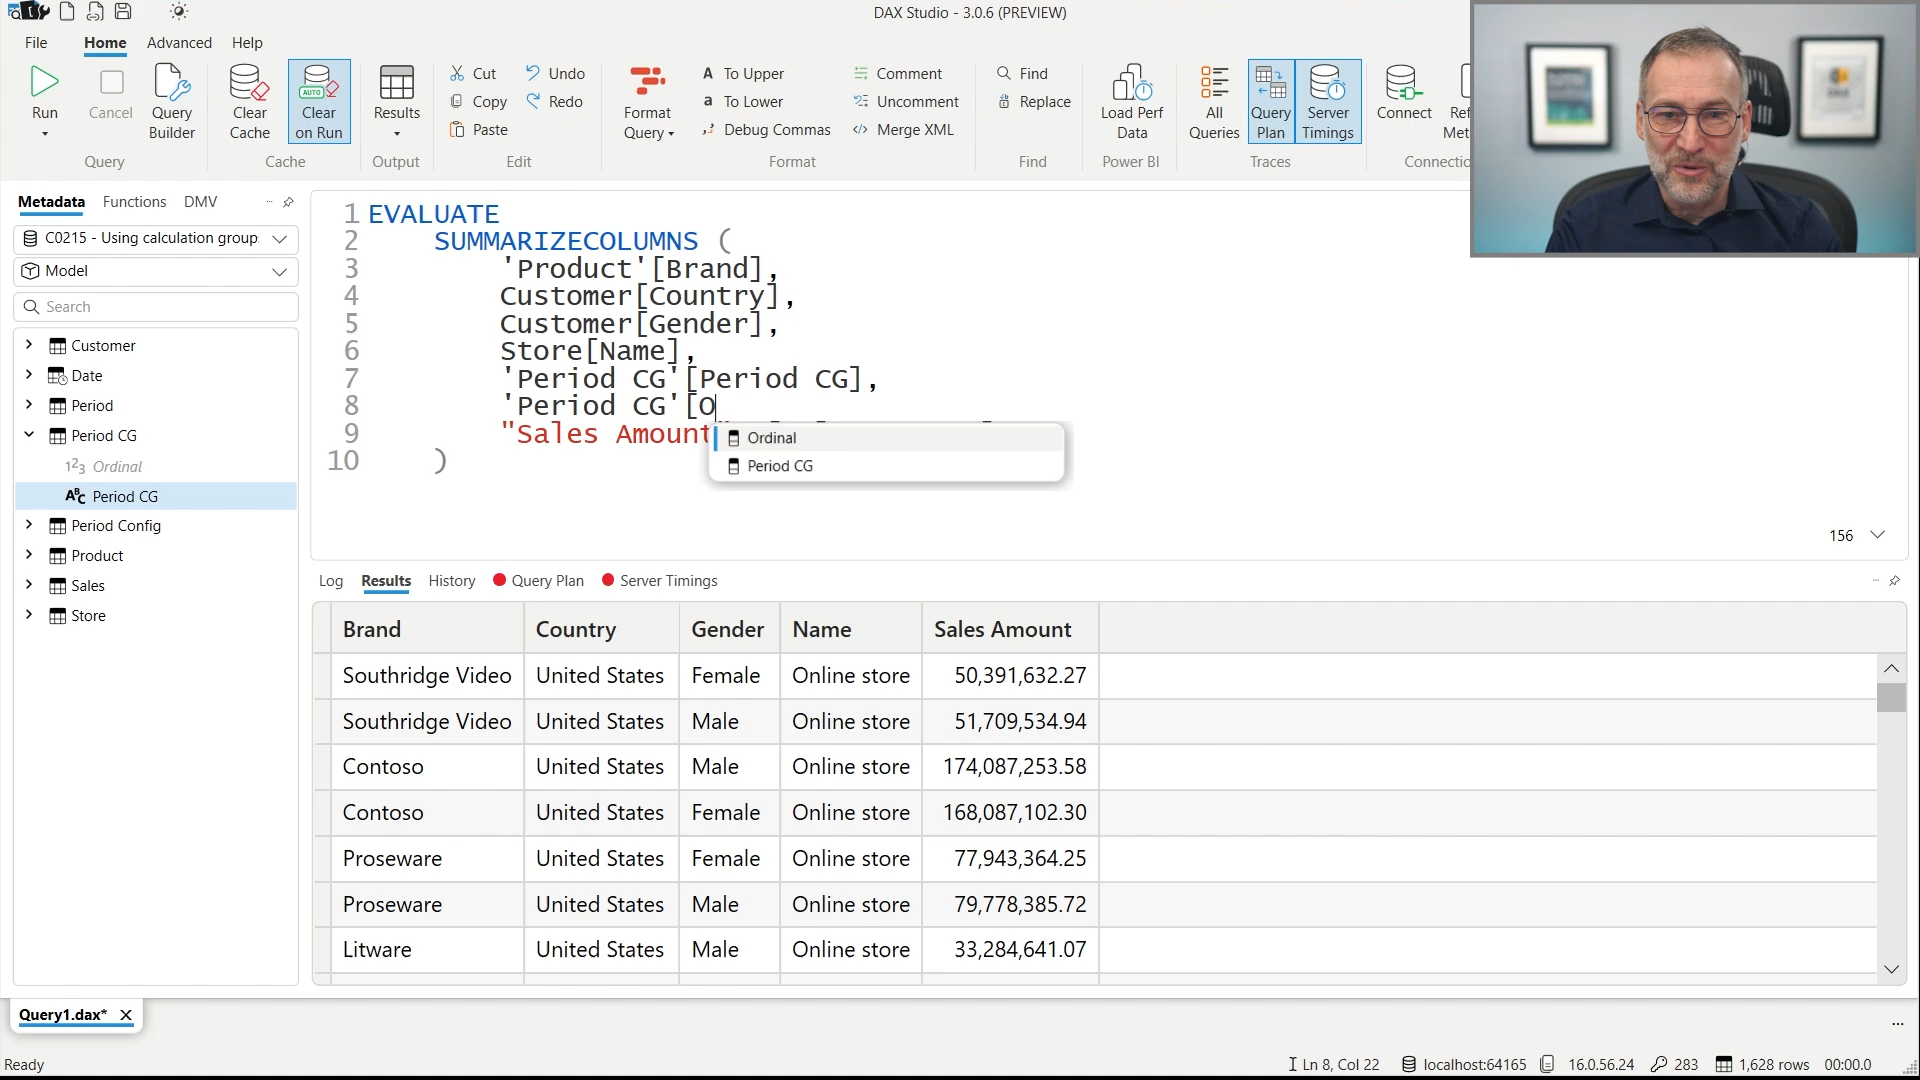 DAX Studio - 3.0.6 (PREVIEW)
File Home Advanced Help
Run
Cancel
Query Builder
Query
Clear Cache
AUTO
Clear on Run
Cache
Results
Output
Cut
Undo
Copy
Redo
Paste
Edit
Format Query
a To Upper
A To Upper
a To Lower
Debug Commas
Comment
Uncomment
Merge XML
Format
Find
Replace
Find
Load Perf Data
Power BI
All Queries
Query Plan
Server Timings
Traces
Connect
Connectio
Metadata Functions DMV
C0215 - Using calculation group
Model
Search
Customer
Date
Period
Period CG
123 Ordinal
ABC Period CG
Period Config
Product
Sales
Store
1 EVALUATE
2 SUMMARIZECOLUMNS (
3 'Product'[Brand],
4 Customer[Country],
5 Customer[Gender],
6 Store[Name],
7 'Period CG'[Period CG],
8 'Period CG'[O
9 "Sales Amount"
10 )
Ordinal
Period CG
156
Log Results History Query Plan Server Timings
Brand Country Gender Name Sales Amount
Southridge Video United States Female Online store 50,391,632.27
Southridge Video United States Male Online store 51,709,534.94
Contoso United States Male Online store 174,087,253.58
Contoso United States Female Online store 168,087,102.30
Proseware United States Female Online store 77,943,364.25
Proseware United States Male Online store 79,778,385.72
Litware United States Male Online store 33,284,641.07
Query1.dax*
Ready
Ln 8, Col 22 localhost:64165 16.0.56.24 283 1,628 rows 00:00.0